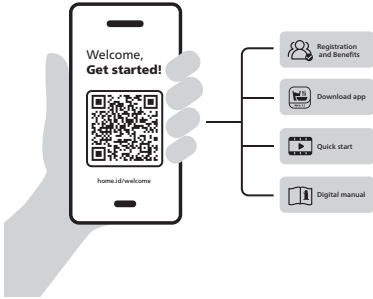 Welcome,
Get started!
home.id/welcome
Registration
and Benefits
Download app
Quick start
Digital manual